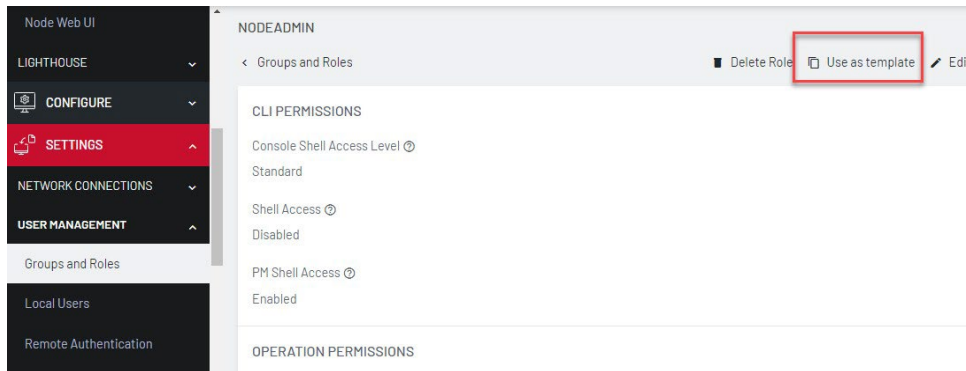 Node Web UI
LIGHTHOUSE
CONFIGURE
SETTINGS
NETWORK CONNECTIONS
USER MANAGEMENT
Groups and Roles
Local Users
Remote Authentication
NODEADMIN
< Groups and Roles
Delete Role Use as template Edi
CLI PERMISSIONS
Console Shell Access Level
Standard
Shell Access
Disabled
PM Shell Access
Enabled
OPERATION PERMISSIONS